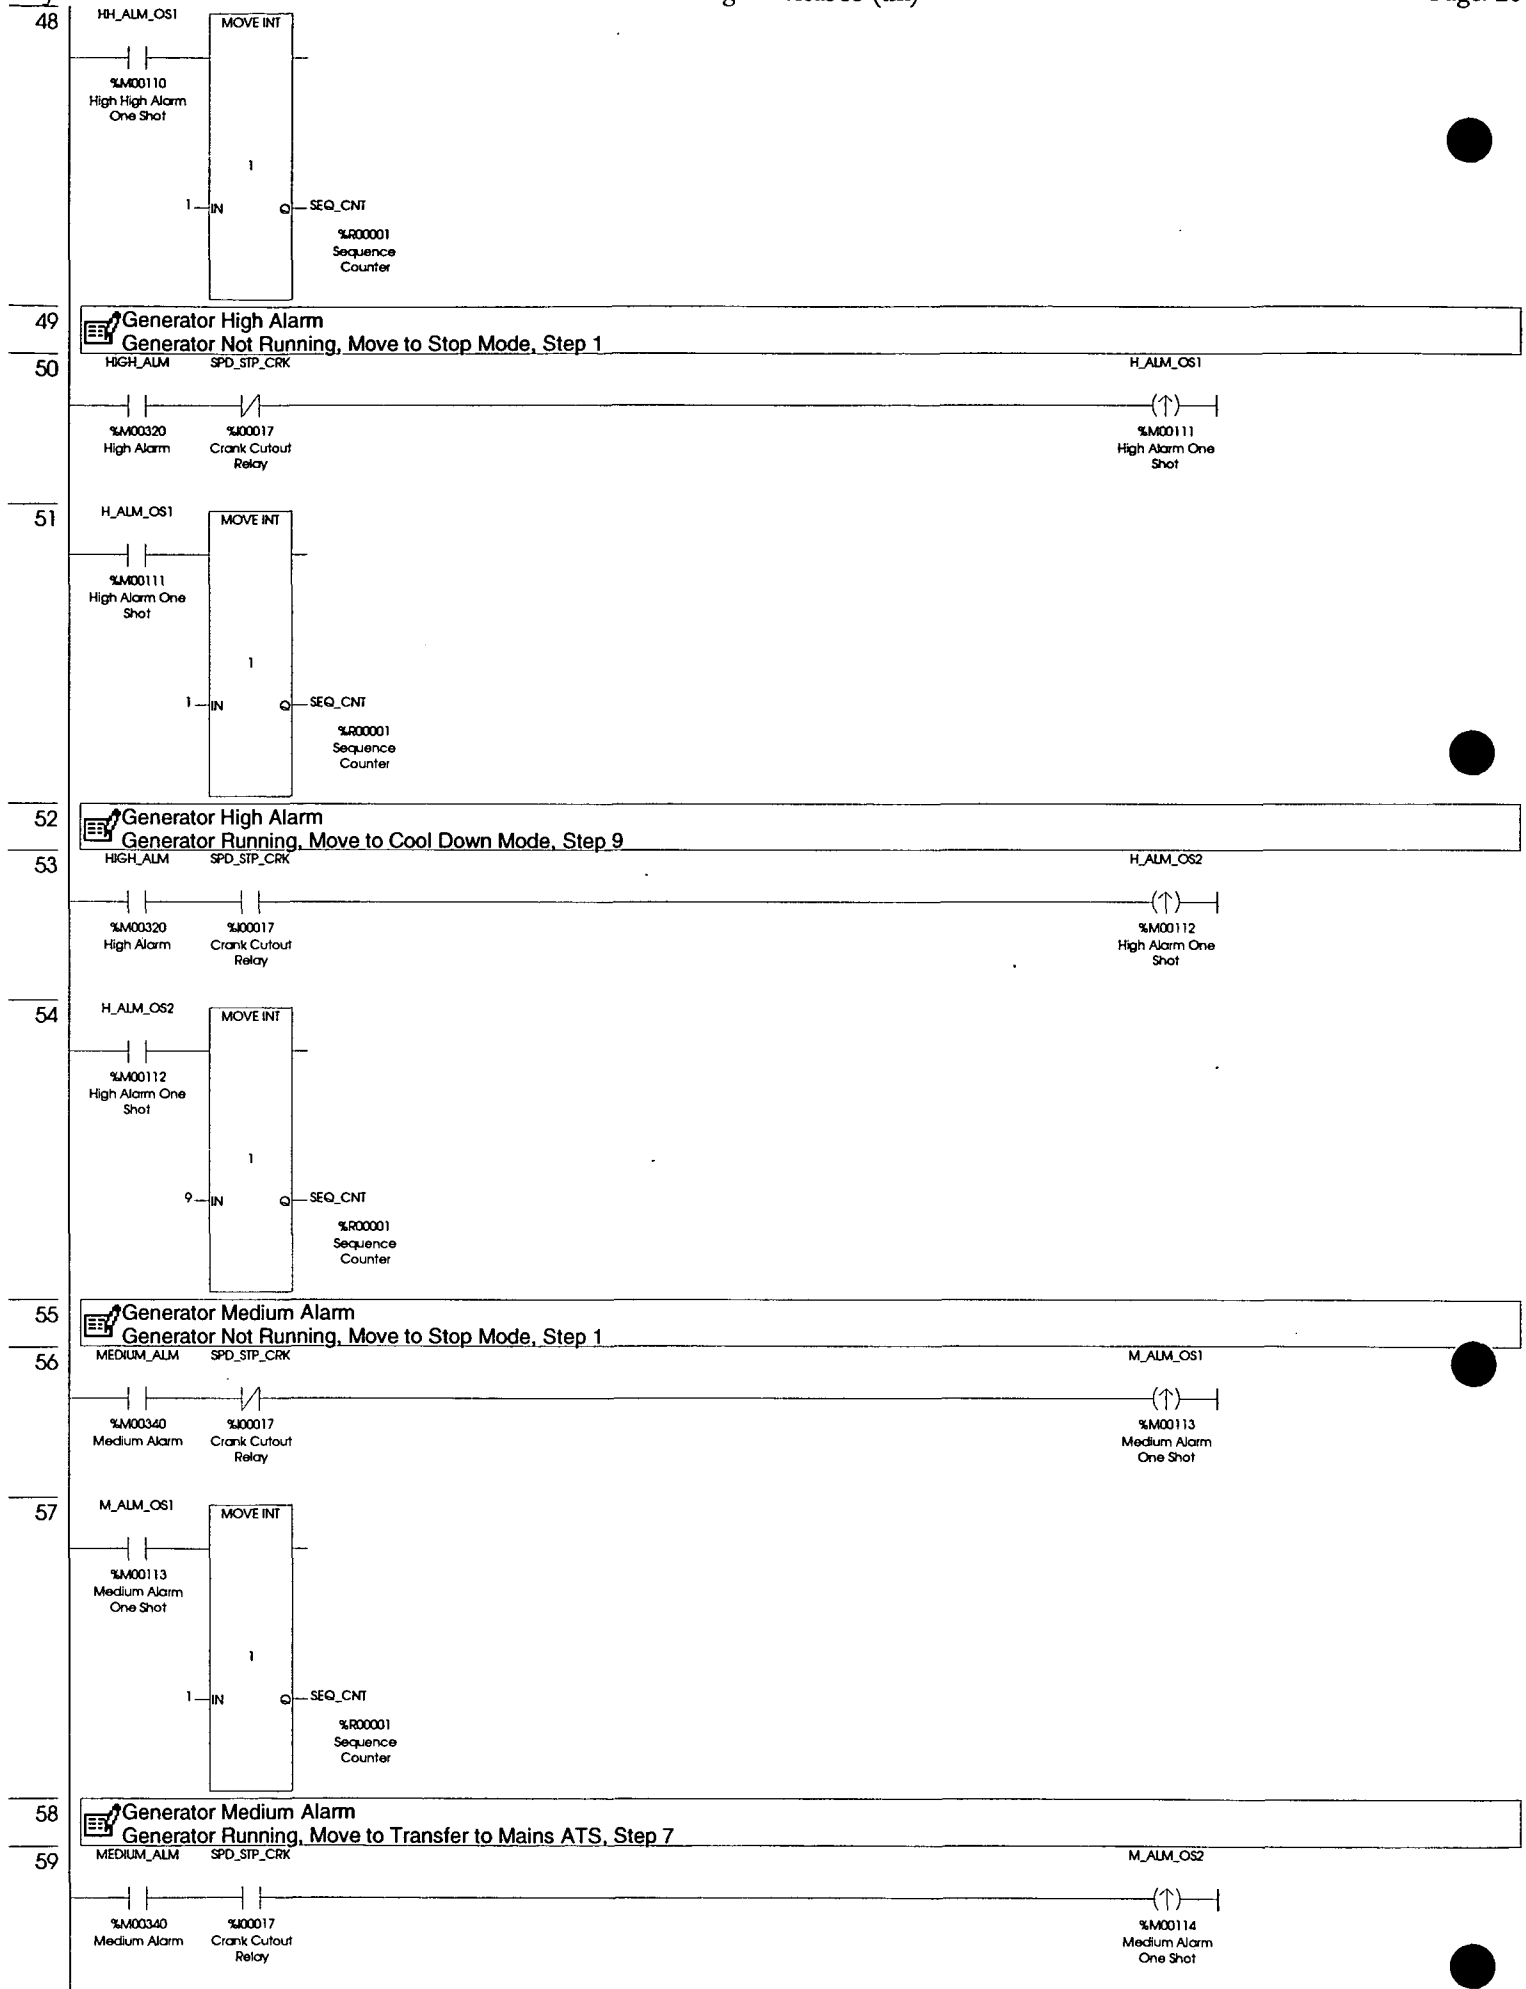 48
HH_ALM_OS1
MOVE INT
%M00110
High High Alarm
One Shot
1
1
IN
Q
SEQ_CNT
%R00001
Sequence
Counter
49
Generator High Alarm
Generator Not Running, Move to Stop Mode, Step 1
50
HIGH_ALM
SPD_STP_CRK
H_ALM_OS1
%M00320
High Alarm
%I00017
Crank Cutout
Relay
%M00111
High Alarm One
Shot
51
H_ALM_OS1
MOVE INT
%M00111
High Alarm One
Shot
1
1
IN
Q
SEQ_CNT
%R00001
Sequence
Counter
52
Generator High Alarm
Generator Running, Move to Cool Down Mode, Step 9
53
HIGH_ALM
SPD_STP_CRK
H_ALM_OS2
%M00320
High Alarm
%I00017
Crank Cutout
Relay
%M00112
High Alarm One
Shot
54
H_ALM_OS2
MOVE INT
%M00112
High Alarm One
Shot
1
9
IN
Q
SEQ_CNT
%R00001
Sequence
Counter
55
Generator Medium Alarm
Generator Not Running, Move to Stop Mode, Step 1
56
MEDIUM_ALM
SPD_STP_CRK
M_ALM_OS1
%M00340
Medium Alarm
%I00017
Crank Cutout
Relay
%M00113
Medium Alarm
One Shot
57
M_ALM_OS1
MOVE INT
%M00113
Medium Alarm
One Shot
1
1
IN
Q
SEQ_CNT
%R00001
Sequence
Counter
58
Generator Medium Alarm
Generator Running, Move to Transfer to Mains ATS, Step 7
59
MEDIUM_ALM
SPD_STP_CRK
M_ALM_OS2
%M00340
Medium Alarm
%I00017
Crank Cutout
Relay
%M00114
Medium Alarm
One Shot